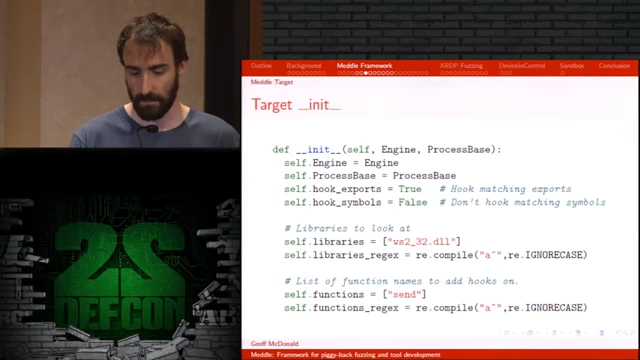 Outline Background Meddle Framework XRDP Fuzzing DeviceIoControl Sandbox Conclusion
Meddle Target
Target __init__
def __init__(self, Engine, ProcessBase):
self.Engine = Engine
self.ProcessBase = ProcessBase
self.hook_exports = True # Hook matching exports
self.hook_symbols = False # Don't hook matching symbols
# Libraries to look at
self.libraries = ["ws2_32.dll"]
self.libraries_regex = re.compile("a^",re.IGNORECASE)
# List of function names to add hooks on.
self.functions = ["send"]
self.functions_regex = re.compile("a^",re.IGNORECASE)
Geoff McDonald
Meddle: Framework for piggy-back fuzzing and tool development
22
DEFCON